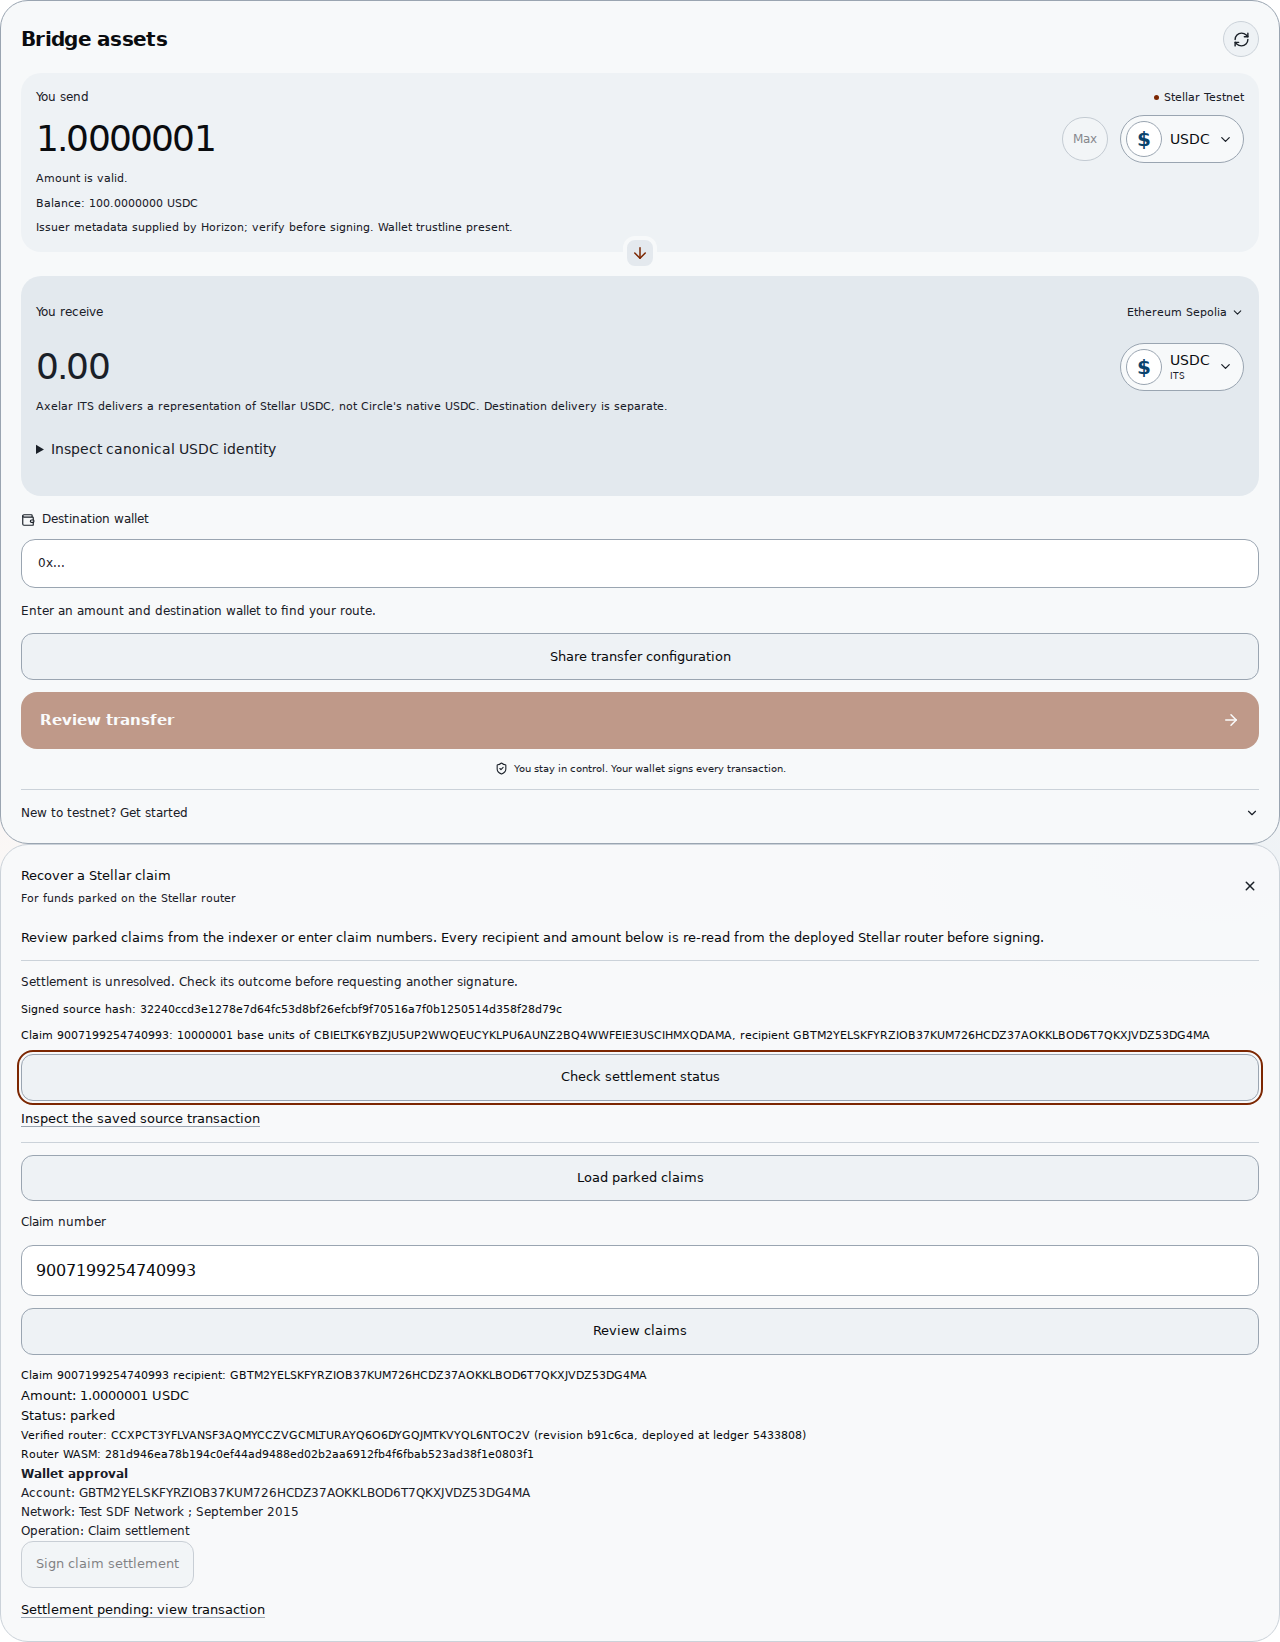 Bridge assets
You send
Stellar Testnet
1.0000001
Max
$ USDC
Amount is valid.
Balance: 100.0000000 USDC
Issuer metadata supplied by Horizon; verify before signing. Wallet trustline present.
You receive
Ethereum Sepolia
0.00
$ USDC
ITS
Axelar ITS delivers a representation of Stellar USDC, not Circle's native USDC. Destination delivery is separate.
Inspect canonical USDC identity
Destination wallet
0x...
Enter an amount and destination wallet to find your route.
Share transfer configuration
Review transfer
You stay in control. Your wallet signs every transaction.
New to testnet? Get started
Recover a Stellar claim
For funds parked on the Stellar router
Review parked claims from the indexer or enter claim numbers. Every recipient and amount below is re-read from the deployed Stellar router before signing.
Settlement is unresolved. Check its outcome before requesting another signature.
Signed source hash: 32240ccd3e1278e7d64fc53d8bf26efcbf9f70516a7f0b1250514d358f28d79c
Claim 9007199254740993: 10000001 base units of CBIELTK6YBZJU5UP2WWQEUCYKLPU6AUNZ2BQ4WWFEIE3USCIHMXQDAMA, recipient GBTM2YELSKFYRZIOB37KUM726HCDZ37AOKKLBOD6T7QKXJVDZ53DG4MA
Check settlement status
Inspect the saved source transaction
Load parked claims
Claim number
9007199254740993
Review claims
Claim 9007199254740993 recipient: GBTM2YELSKFYRZIOB37KUM726HCDZ37AOKKLBOD6T7QKXJVDZ53DG4MA
Amount: 1.0000001 USDC
Status: parked
Verified router: CCXPCT3YFLVANSF3AQMYCCZVGCMLTURAYQ6O6DYGQJMTKVYQL6NTOC2V (revision b91c6ca, deployed at ledger 5433808)
Router WASM: 281d946ea78b194c0ef44ad9488ed02b2aa6912fb4f6fbab523ad38f1e0803f1
Wallet approval
Account: GBTM2YELSKFYRZIOB37KUM726HCDZ37AOKKLBOD6T7QKXJVDZ53DG4MA
Network: Test SDF Network ; September 2015
Operation: Claim settlement
Sign claim settlement
Settlement pending: view transaction